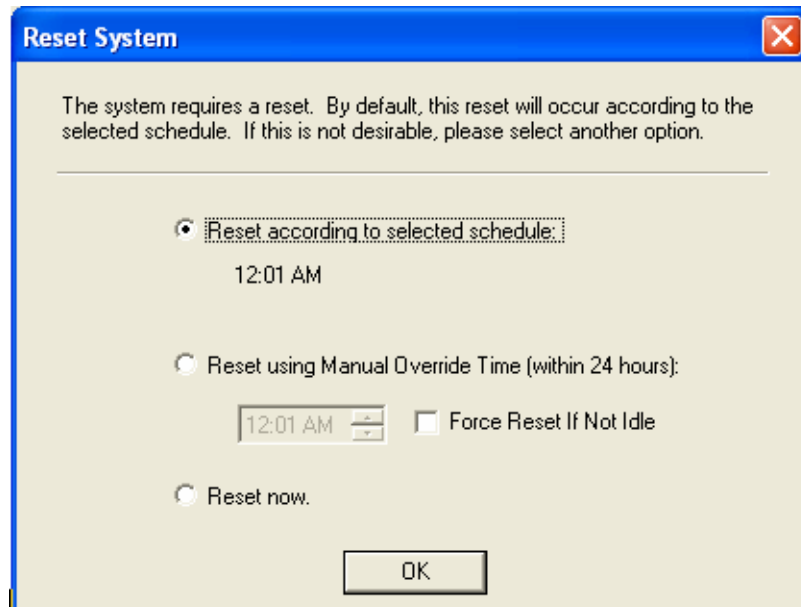 Reset System
The system requires a reset. By default, this reset will occur according to the
selected schedule. If this is not desirable, please select another option.
Reset according to selected schedule:
12:01 AM
Reset using Manual Override Time (within 24 hours):
12:01 AM Force Reset If Not Idle
Reset now.
OK